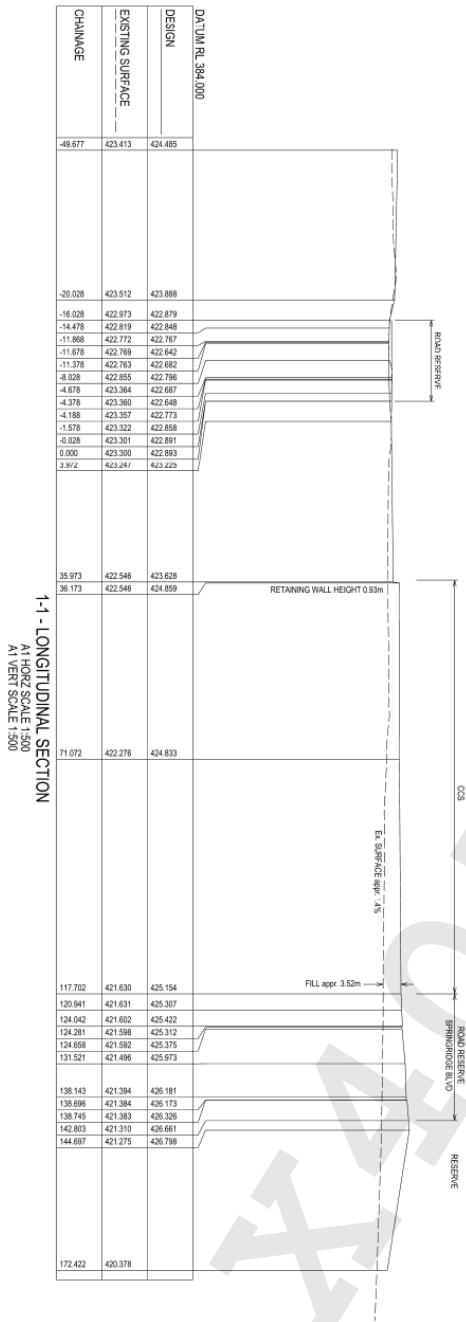 ROAD RESERVE
CCS
ROAD RESERVE
SPRINGRIDGE BLVD
RESERVE
RETAINING WALL HEIGHT 0.93m
Ex. SURFACE appr.
FILL appr. 3.52m
DATUM RL 384.000
DESIGN
EXISTING SURFACE
CHAINAGE
-49.677 423.413 424.485
-20.028 423.512 423.888
-16.028 422.973 422.879
-14.478 422.819 422.848
-11.868 422.772 422.767
-11.678 422.769 422.642
-11.378 422.763 422.682
-8.028 422.855 422.796
-4.678 423.364 422.687
-4.378 423.360 422.648
-4.188 423.357 422.773
-1.578 423.322 422.858
-0.028 423.301 422.891
0.000 423.300 422.893
3.972 423.247 423.225
35.973 422.546 423.628
36.173 422.546 424.859
71.072 422.276 424.833
117.702 421.630 425.154
120.941 421.631 425.307
124.042 421.602 425.422
124.281 421.598 425.312
124.658 421.592 425.375
131.521 421.496 425.973
138.143 421.394 426.181
138.696 421.384 426.173
138.745 421.383 426.326
142.803 421.310 426.661
144.697 421.275 426.798
172.422 420.378
1-1 - LONGITUDINAL SECTION
A1 HORZ SCALE 1:500
A1 VERT SCALE 1:500